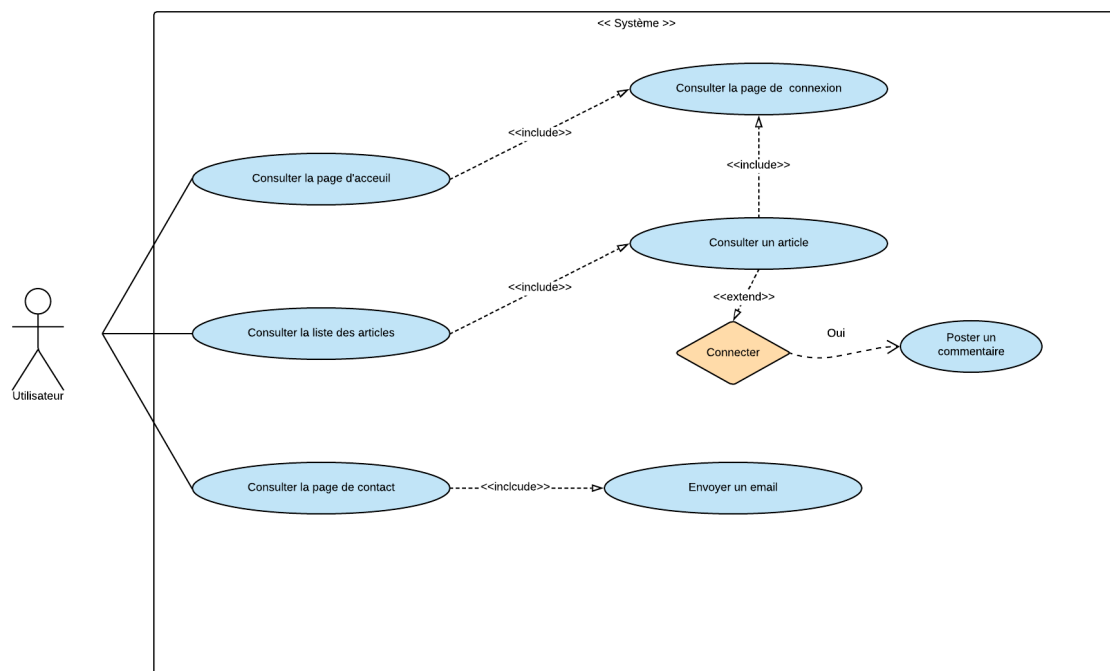 << Système >>
Consulter la page de  connexion
<<include>>
<<include>>
Consulter la page d'acceuil
Consulter un article
<<include>>
<<extend>>
Consulter la liste des articles
Connecter
Oui
Poster un
commentaire
Utilisateur
Consulter la page de contact
<<inclcude>>
Envoyer un email